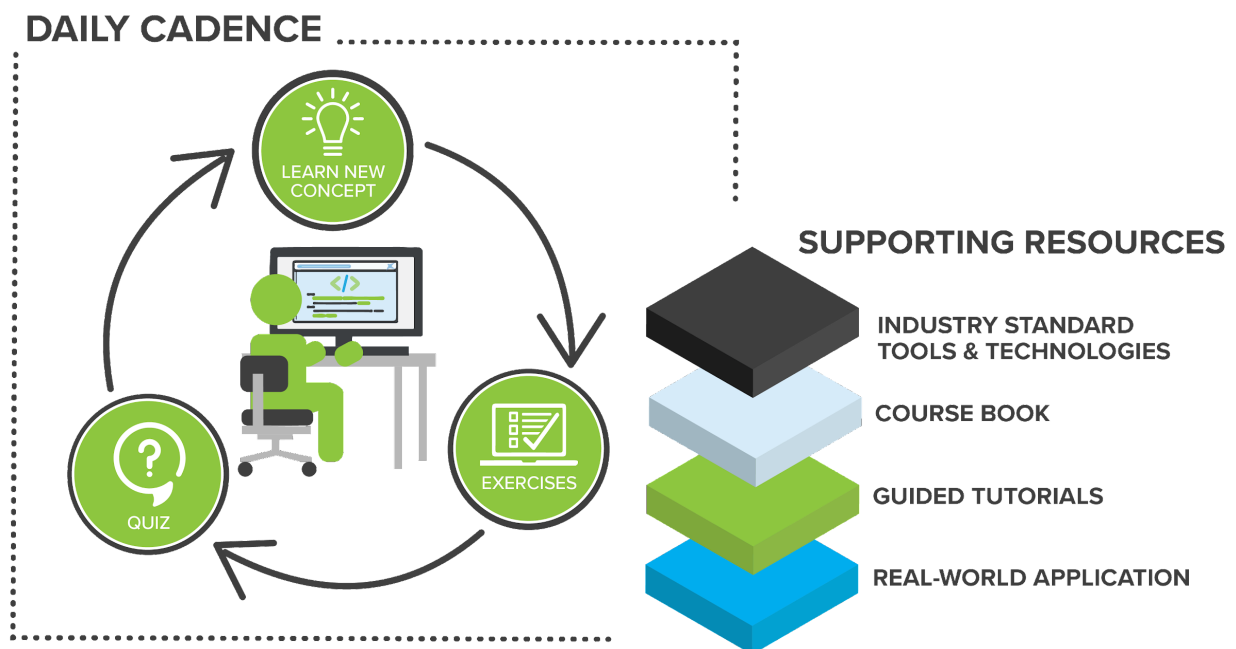 DAILY CADENCE
LEARN NEW
CONCEPT
EXERCISES
QUIZ
SUPPORTING RESOURCES
INDUSTRY STANDARD
TOOLS & TECHNOLOGIES
COURSE BOOK
GUIDED TUTORIALS
REAL-WORLD APPLICATION